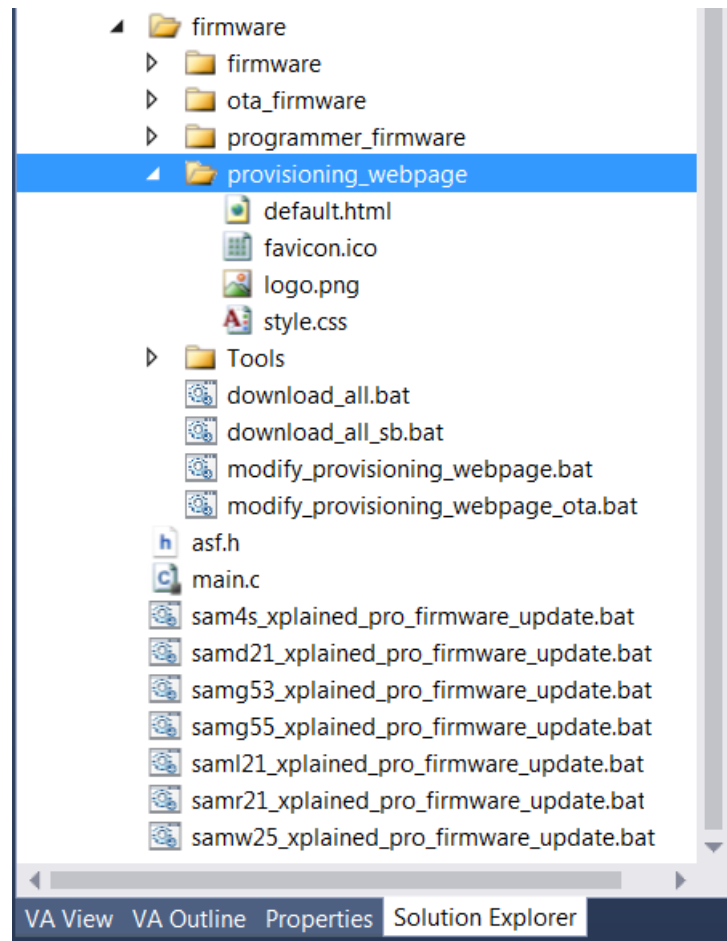 firmware
firmware
ota_firmware
programmer_firmware
provisioning_webpage
default.html
favicon.ico
logo.png
style.css
Tools
download_all.bat
download_all_sb.bat
modify_provisioning_webpage.bat
modify_provisioning_webpage_ota.bat
asf.h
main.c
sam4s_xplained_pro_firmware_update.bat
samd21_xplained_pro_firmware_update.bat
samg53_xplained_pro_firmware_update.bat
samg55_xplained_pro_firmware_update.bat
saml21_xplained_pro_firmware_update.bat
samr21_xplained_pro_firmware_update.bat
samw25_xplained_pro_firmware_update.bat
VA View VA Outline Properties Solution Explorer